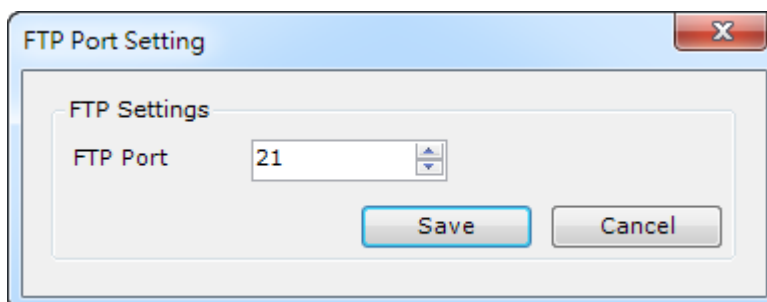 FTP Port Setting
FTP Settings
FTP Port 21
Save Cancel